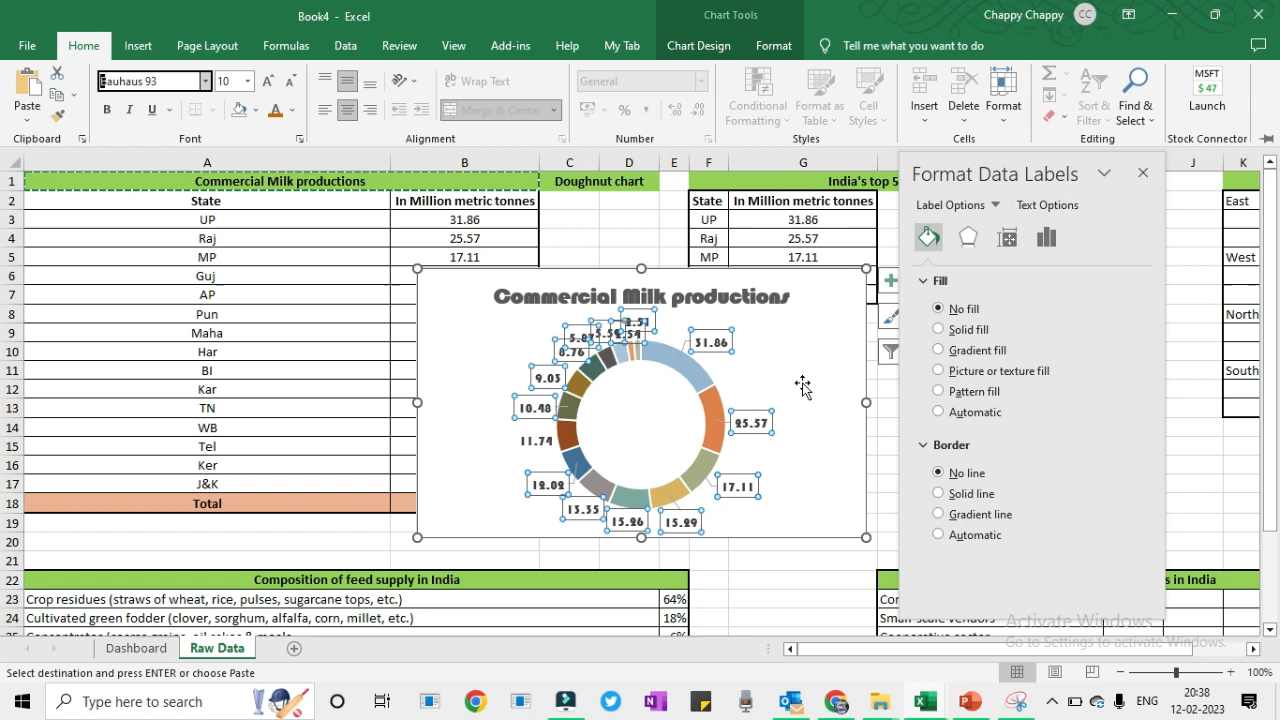 Book4 - Excel
Chart Tools
Chappy Chappy CC
File Home Insert Page Layout Formulas Data Review View Add-ins Help My Tab Chart Design Format Tell me what you want to do
Paste
Bauhaus 93 10
B I U
Wrap Text
Merge & Center
General
Conditional Formatting
Format as Table
Cell Styles
Insert
Delete
Format
Sort & Filter
Find & Select
MSFT
$ 47
Launch
Clipboard Font Alignment Number Styles Cells Editing Stock Connector
A B C D E F G J K
1 Commercial Milk productions Doughnut chart India's top 5
2 State In Million metric tonnes State In Million metric tonnes East
3 UP 31.86 UP 31.86
4 Raj 25.57 Raj 25.57
5 MP 17.11 MP 17.11 West
6 Guj
7 AP
8 Pun North
9 Maha
10 Har
11 BI South
12 Kar
13 TN
14 WB
15 Tel
16 Ker
17 J&K
18 Total
19
20
21
22 Composition of feed supply in India s in India
23 Crop residues (straws of wheat, rice, pulses, sugarcane tops, etc.) 64% Cor
24 Cultivated green fodder (clover, sorghum, alfalfa, corn, millet, etc.) 18% Small-scale vendors
Commercial Milk productions
31.86
25.57
17.11
15.29
15.26
13.35
12.02
11.74
10.48
9.03
8.76
Format Data Labels
Label Options Text Options
Fill
No fill
Solid fill
Gradient fill
Picture or texture fill
Pattern fill
Automatic
Border
No line
Solid line
Gradient line
Automatic
Activate Windows
Go to Settings to activate Windows.
Dashboard Raw Data
Select destination and press ENTER or choose Paste
100%
Type here to search
ENG
20:38
12-02-2023